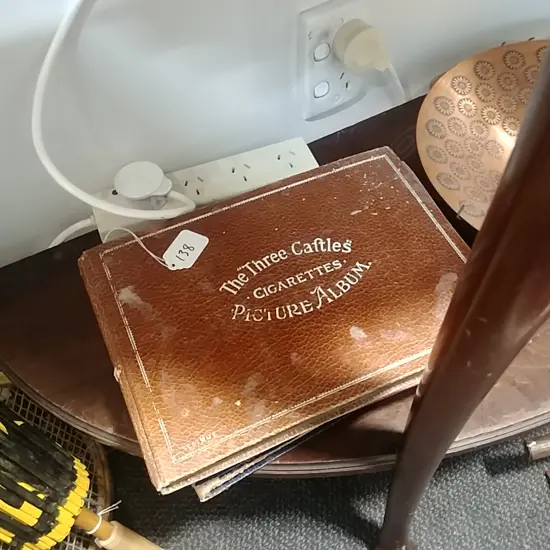 The Three Caſtles
· CIGARETTES ·
PICTURE ALBUM.
138